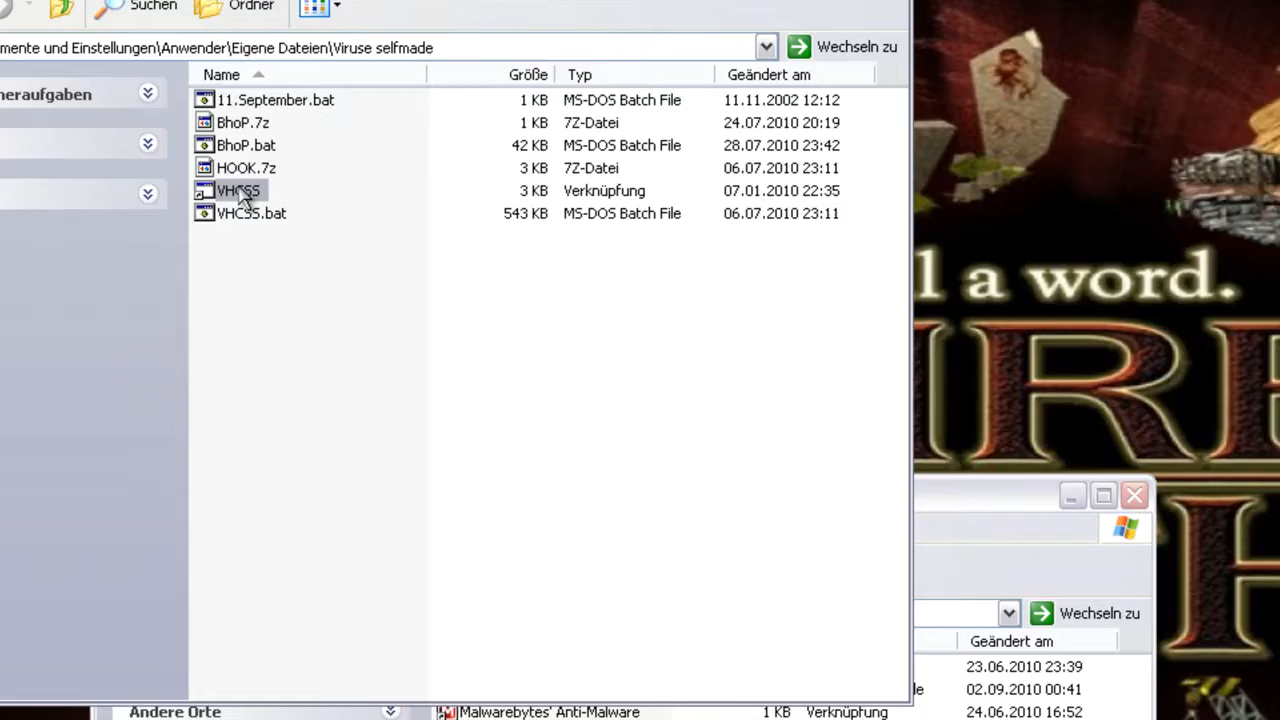 Suchen Ordner
mente und Einstellungen\Anwender\Eigene Dateien\Viruse selfmade Wechseln zu
neraufgaben Name Größe Typ Geändert am
11.September.bat 1 KB MS-DOS Batch File 11.11.2002 12:12
BhoP.7z 1 KB 7Z-Datei 24.07.2010 20:19
BhoP.bat 42 KB MS-DOS Batch File 28.07.2010 23:42
HOOK.7z 3 KB 7Z-Datei 06.07.2010 23:11
VHCSS 3 KB Verknüpfung 07.01.2010 22:35
VHCSS.bat 543 KB MS-DOS Batch File 06.07.2010 23:11
l a word.
Wechseln zu
Geändert am
23.06.2010 23:39
le 02.09.2010 00:41
Andere Orte Malwarebytes' Anti-Malware 1 KB Verknüpfung 24.06.2010 16:52